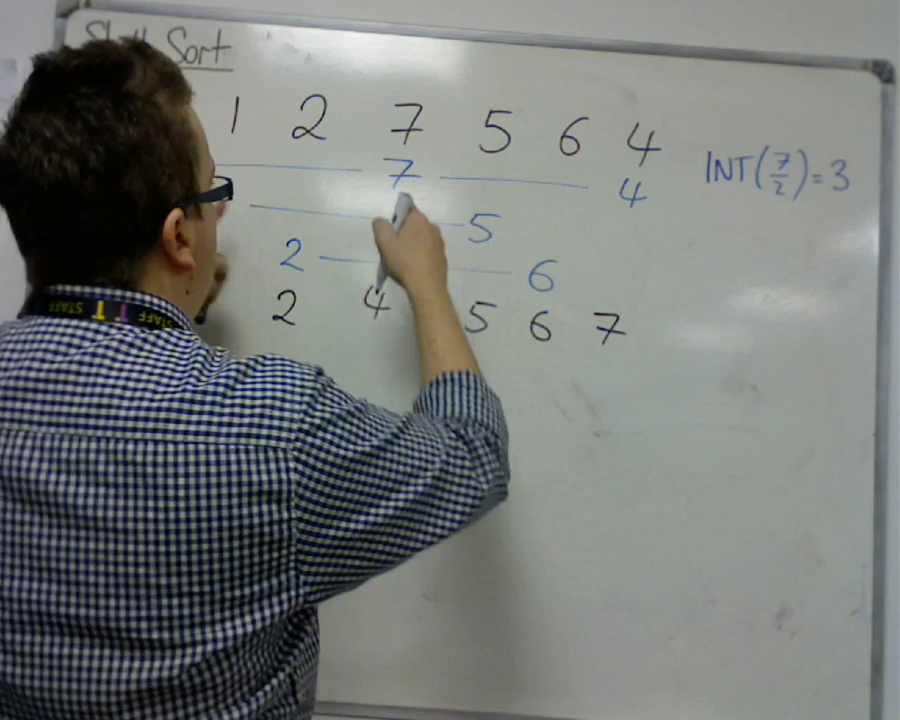 Sort
1 2 7 5 6 4
7 4 INT(7/2)=3
5
2 6
2 4 5 6 7
STAFF STAFF